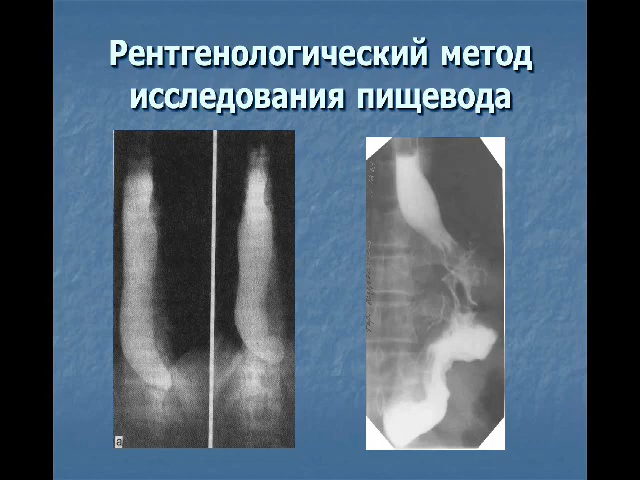 Рентгенологический метод
исследования пищевода
а